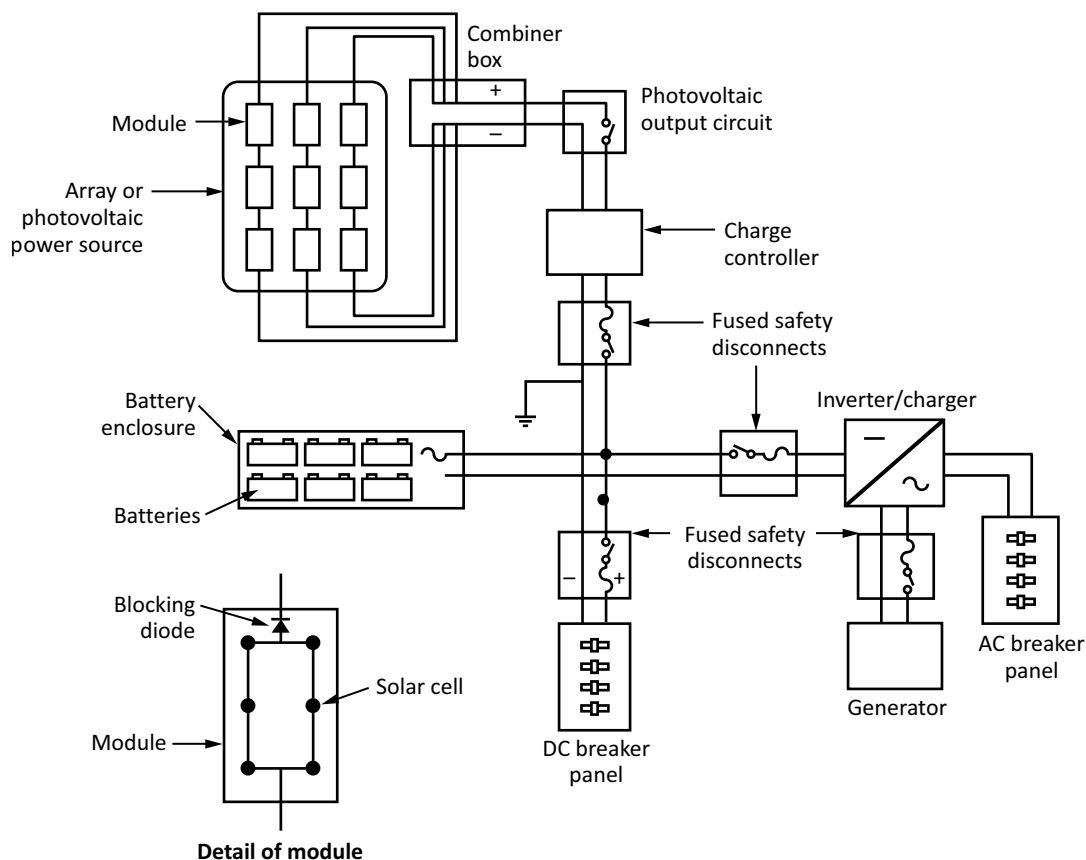 Combiner
box
+
−
Photovoltaic
output circuit
Module
Array or
photovoltaic
power source
Charge
controller
Fused safety
disconnects
Battery
enclosure
Inverter/charger
Batteries
Fused safety
disconnects
−
+
Blocking
diode
Solar cell
Module
AC breaker
panel
Generator
DC breaker
panel
Detail of module